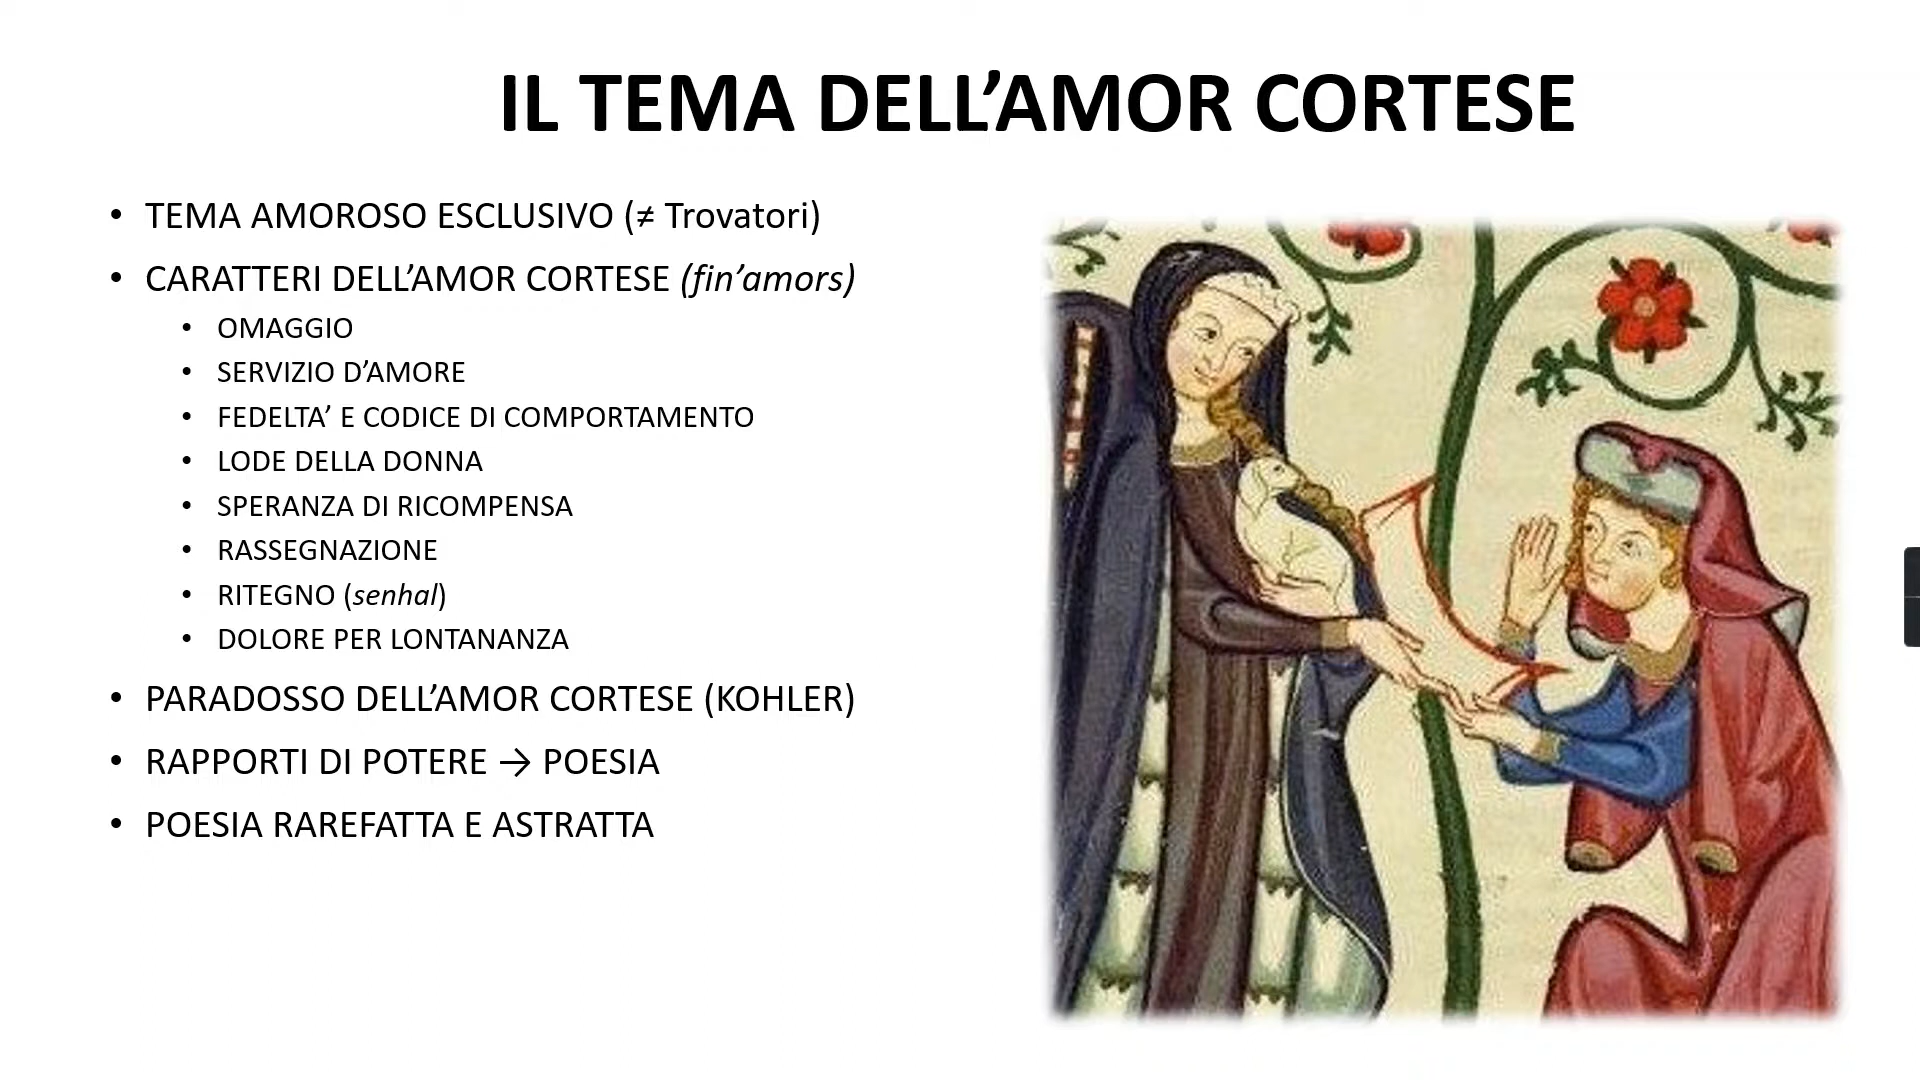 IL TEMA DELL’AMOR CORTESE
• TEMA AMOROSO ESCLUSIVO (≠ Trovatori)
• CARATTERI DELL’AMOR CORTESE (fin’amors)
• OMAGGIO
• SERVIZIO D’AMORE
• FEDELTA’ E CODICE DI COMPORTAMENTO
• LODE DELLA DONNA
• SPERANZA DI RICOMPENSA
• RASSEGNAZIONE
• RITEGNO (senhal)
• DOLORE PER LONTANANZA
• PARADOSSO DELL’AMOR CORTESE (KOHLER)
• RAPPORTI DI POTERE → POESIA
• POESIA RAREFATTA E ASTRATTA